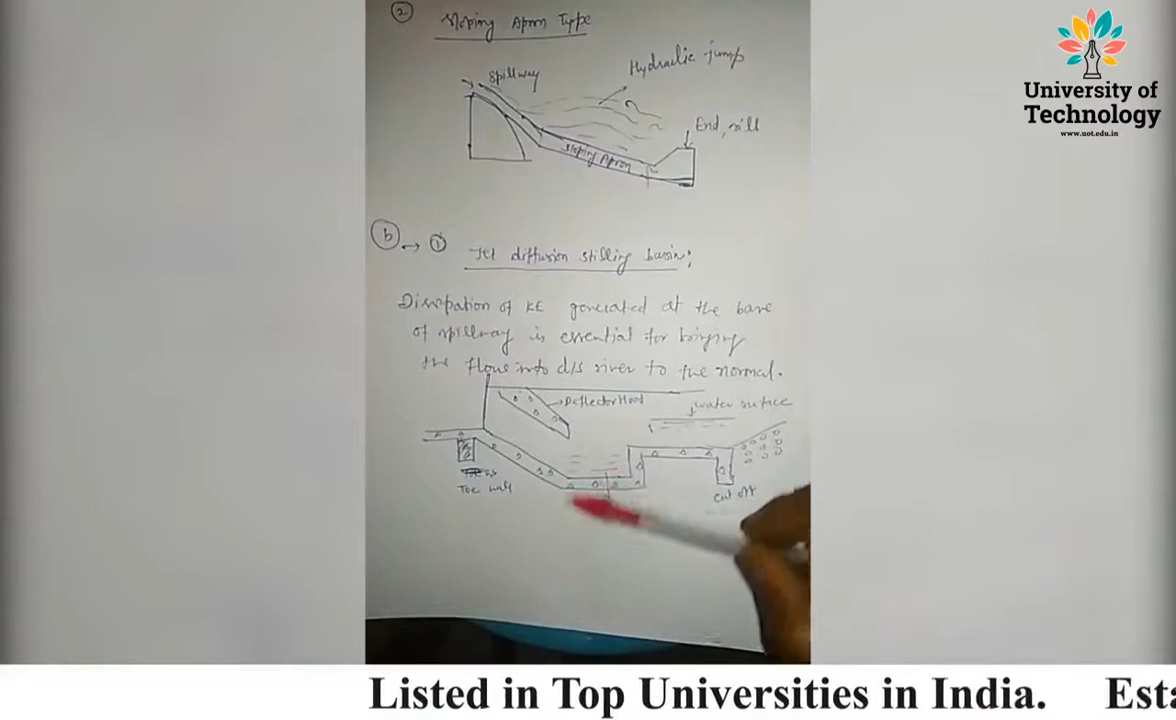 2
Sloping Apron Type
Hydraulic jump
Spillway
End sill
Sloping Apron
b → 1
Jet diffusion stilling basin;
Dissipation of KE generated at the base
of spillway is essential for bringing
the flow into d/s river to the normal.
Deflector Hood
water surface
Toe wall
Cut off
University of
Technology
www.uot.edu.in
Listed in Top Universities in India. Esta